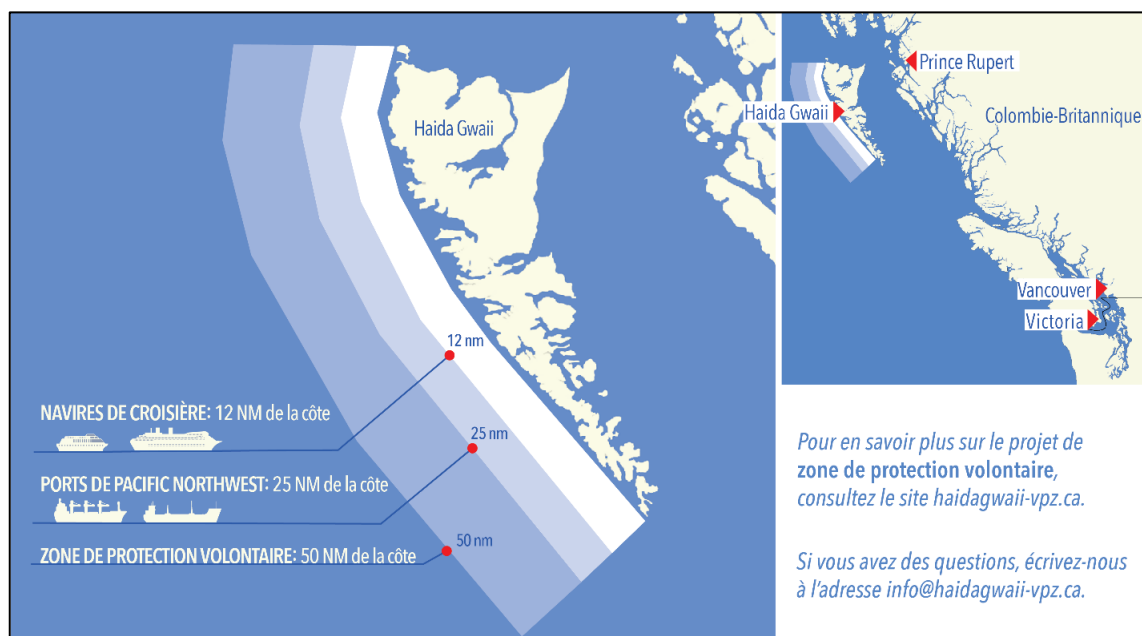 Haida Gwaii
12 nm
NAVIRES DE CROISIÈRE: 12 NM de la côte
25 nm
PORTS DE PACIFIC NORTHWEST: 25 NM de la côte
50 nm
ZONE DE PROTECTION VOLONTAIRE: 50 NM de la côte
Prince Rupert
Haida Gwaii
Colombie-Britannique
Vancouver
Victoria
Pour en savoir plus sur le projet de
zone de protection volontaire,
consultez le site haidagwaii-vpz.ca.
Si vous avez des questions, écrivez-nous
à l'adresse info@haidagwaii-vpz.ca.